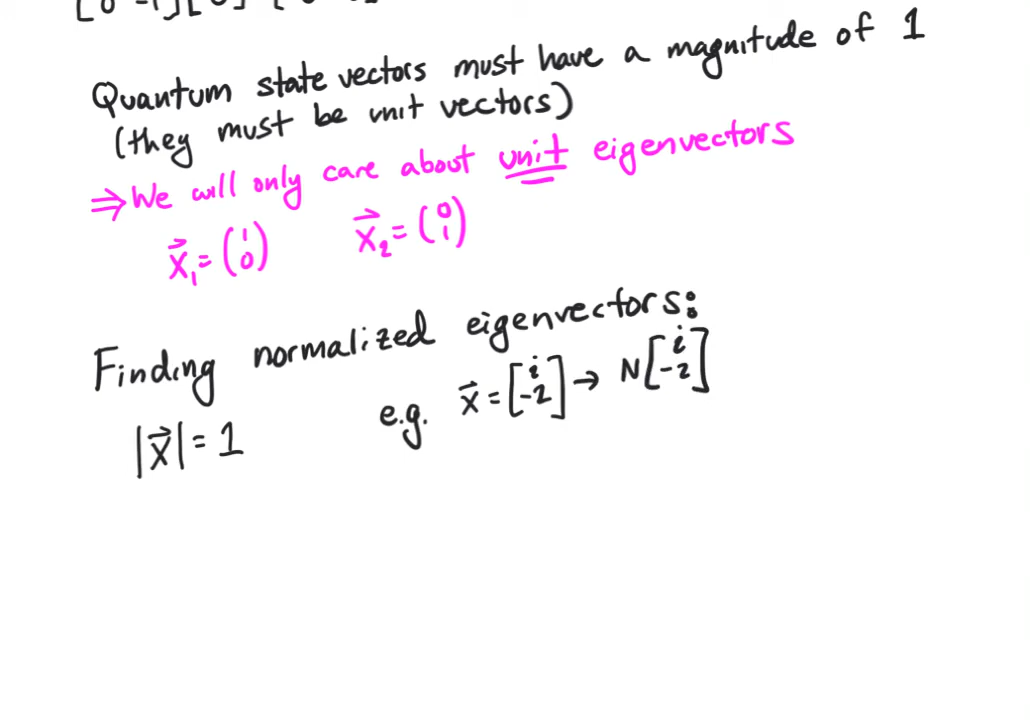 Quantum state vectors must have a magnitude of 1
(they must be unit vectors)
⇒ We will only care about unit eigenvectors
x⃗₁ = (1 0) x⃗₂ = (0 1)
Finding normalized eigenvectors:
|x⃗| = 1 e.g. x⃗ = [i -2] → N[i -2]